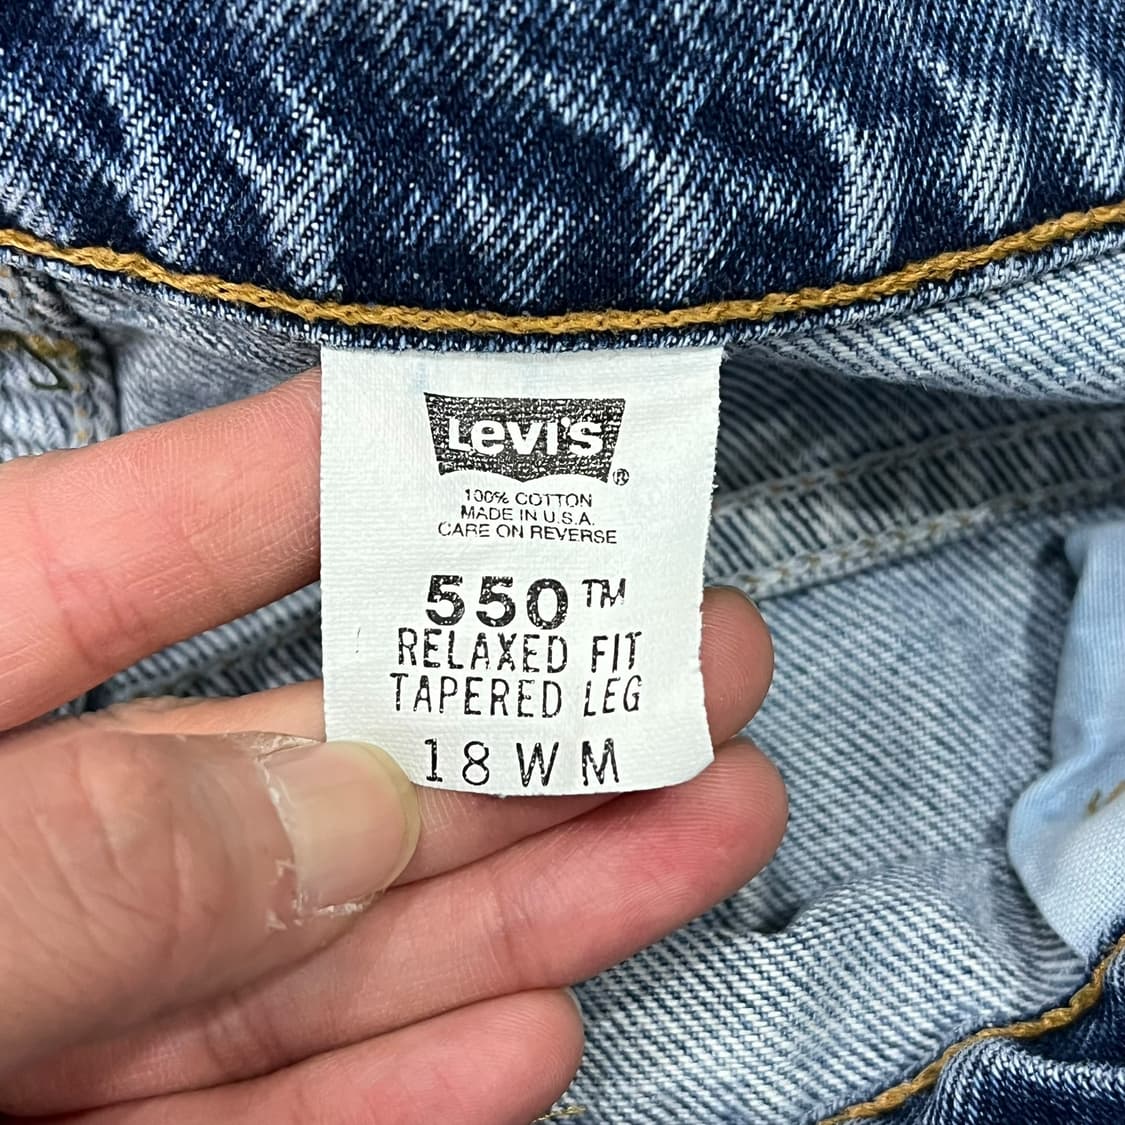 Levi's®
100% COTTON
MADE IN U.S.A.
CARE ON REVERSE
550™
RELAXED FIT
TAPERED LEG
18 W M